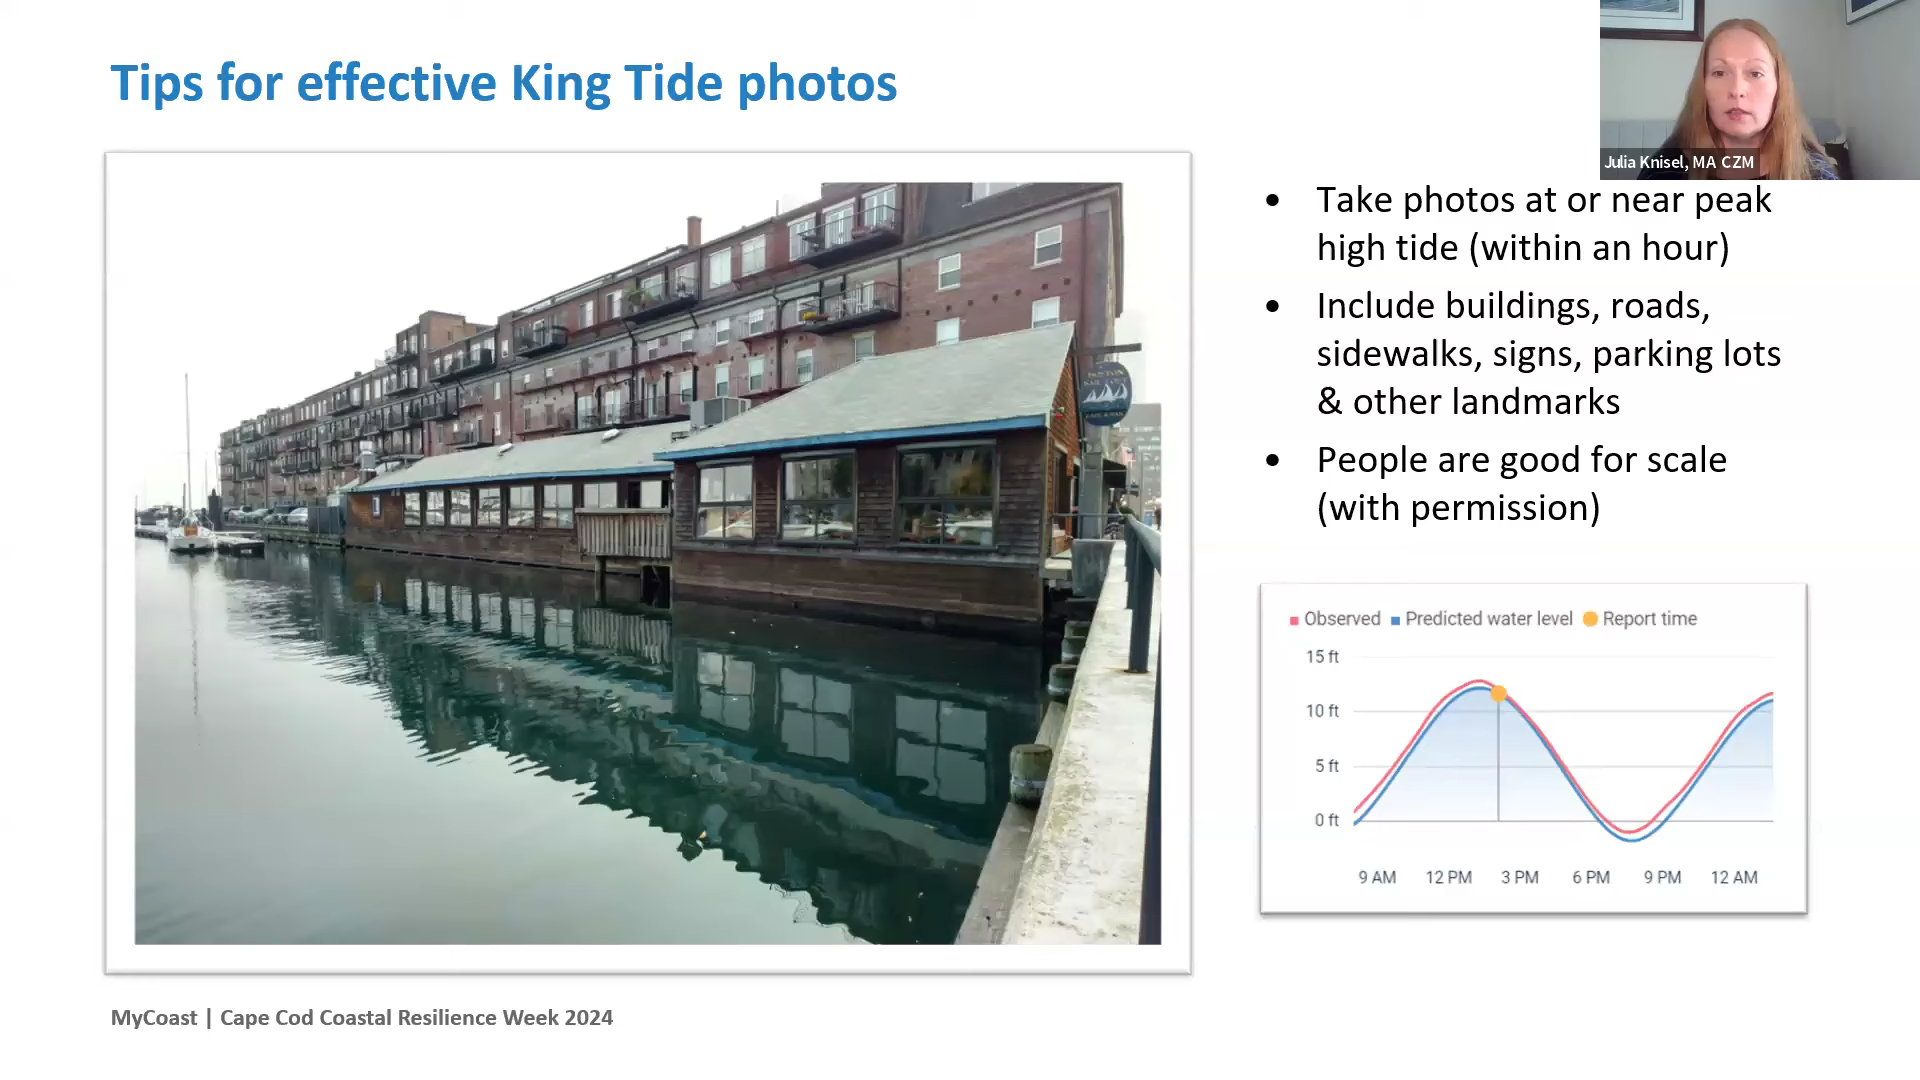 Tips for effective King Tide photos
Julia Knisel, MA CZM
• Take photos at or near peak
high tide (within an hour)
• Include buildings, roads,
sidewalks, signs, parking lots
& other landmarks
• People are good for scale
(with permission)
BOSTON
Observed Predicted water level Report time
15 ft
10 ft
5 ft
0 ft
9 AM 12 PM 3 PM 6 PM 9 PM 12 AM
MyCoast | Cape Cod Coastal Resilience Week 2024